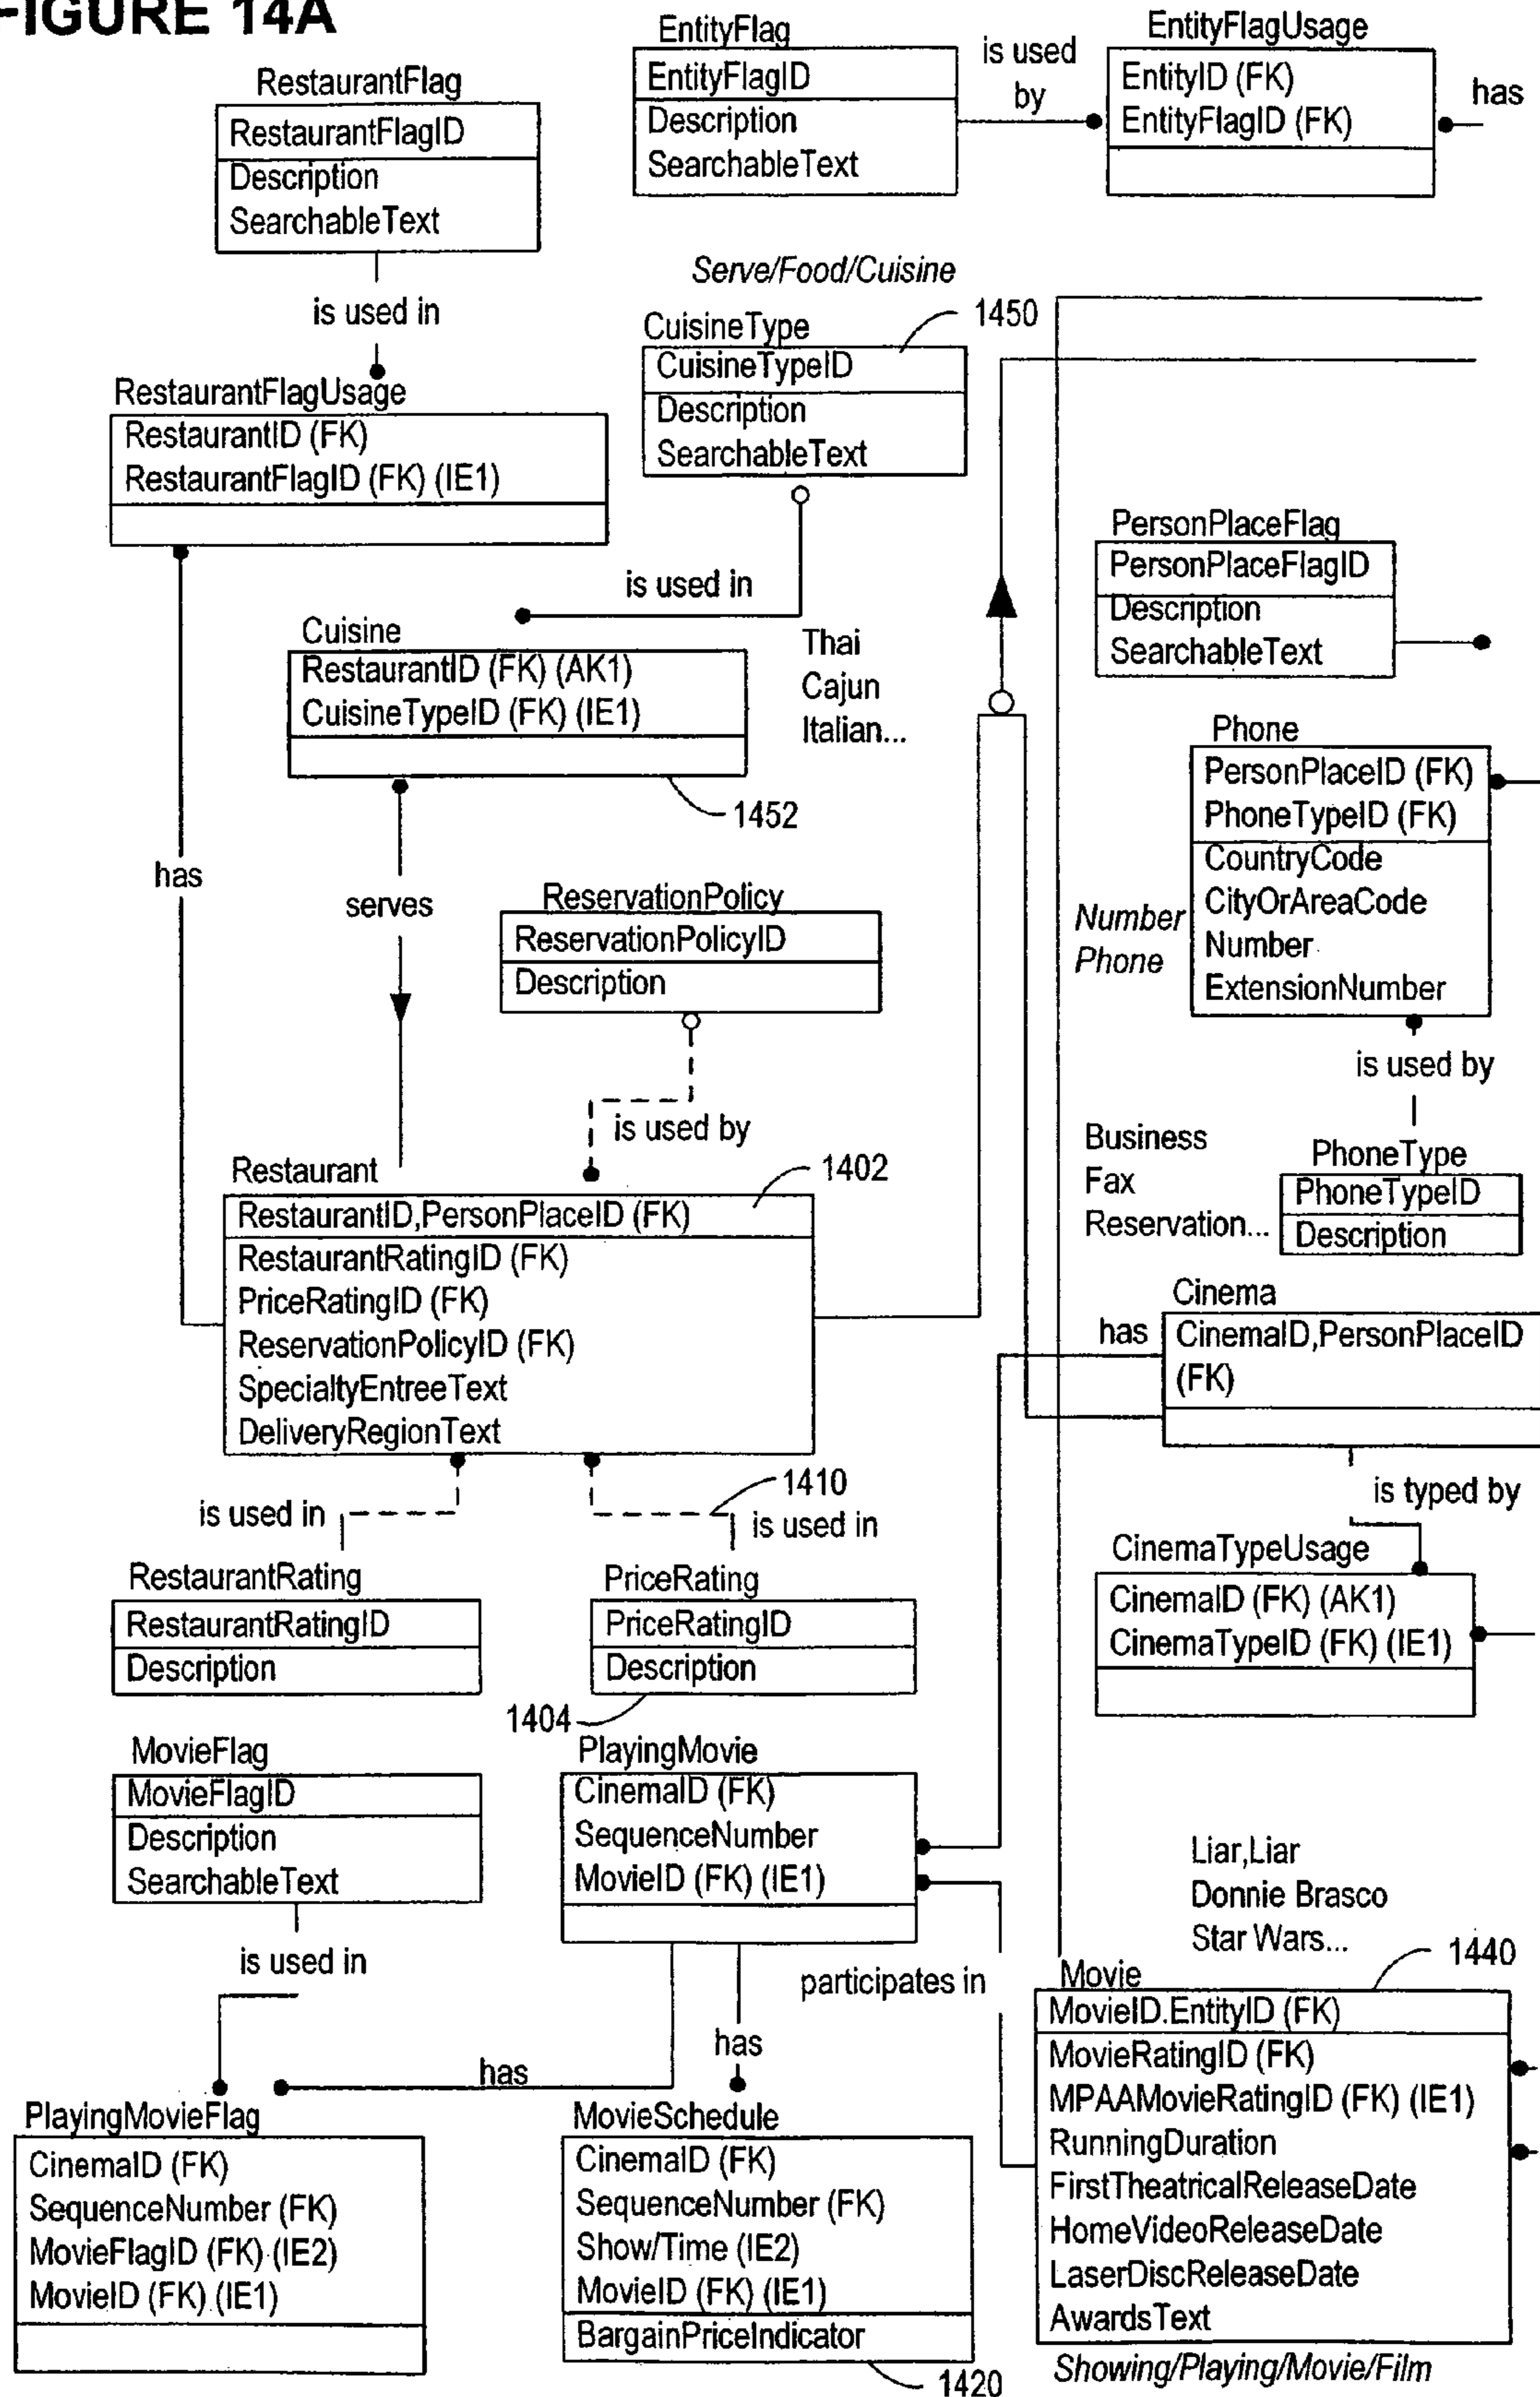 FIGURE 14A
EntityFlag
EntityFlagID
Description
SearchableText
is used
by
EntityFlagUsage
EntityID (FK)
EntityFlagID (FK)
has
RestaurantFlag
RestaurantFlagID
Description
SearchableText
is used in
RestaurantFlagUsage
RestaurantID (FK)
RestaurantFlagID (FK) (IE1)
Serve/Food/Cuisine
CuisineType
1450
CuisineTypeID
Description
SearchableText
is used in
Cuisine
RestaurantID (FK) (AK1)
CuisineTypeID (FK) (IE1)
1452
Thai
Cajun
Italian...
PersonPlaceFlag
PersonPlaceFlagID
Description
SearchableText
Phone
PersonPlaceID (FK)
PhoneTypeID (FK)
CountryCode
CityOrAreaCode
Number
ExtensionNumber
Number
Phone
is used by
Business
Fax
Reservation...
PhoneType
PhoneTypeID
Description
has
serves
ReservationPolicy
ReservationPolicyID
Description
is used by
Restaurant
1402
RestaurantID,PersonPlaceID (FK)
RestaurantRatingID (FK)
PriceRatingID (FK)
ReservationPolicyID (FK)
SpecialtyEntreeText
DeliveryRegionText
Cinema
has
CinemaID,PersonPlaceID
(FK)
is typed by
CinemaTypeUsage
CinemaID (FK) (AK1)
CinemaTypeID (FK) (IE1)
is used in
1410
is used in
RestaurantRating
RestaurantRatingID
Description
PriceRating
PriceRatingID
Description
1404
MovieFlag
MovieFlagID
Description
SearchableText
is used in
PlayingMovie
CinemaID (FK)
SequenceNumber
MovieID (FK) (IE1)
participates in
has
has
Liar,Liar
Donnie Brasco
Star Wars...
1440
Movie
MovieID.EntityID (FK)
MovieRatingID (FK)
MPAAMovieRatingID (FK) (IE1)
RunningDuration
FirstTheatricalReleaseDate
HomeVideoReleaseDate
LaserDiscReleaseDate
AwardsText
Showing/Playing/Movie/Film
PlayingMovieFlag
CinemaID (FK)
SequenceNumber (FK)
MovieFlagID (FK) (IE2)
MovieID (FK) (IE1)
MovieSchedule
CinemaID (FK)
SequenceNumber (FK)
Show/Time (IE2)
MovieID (FK) (IE1)
BargainPriceIndicator
1420